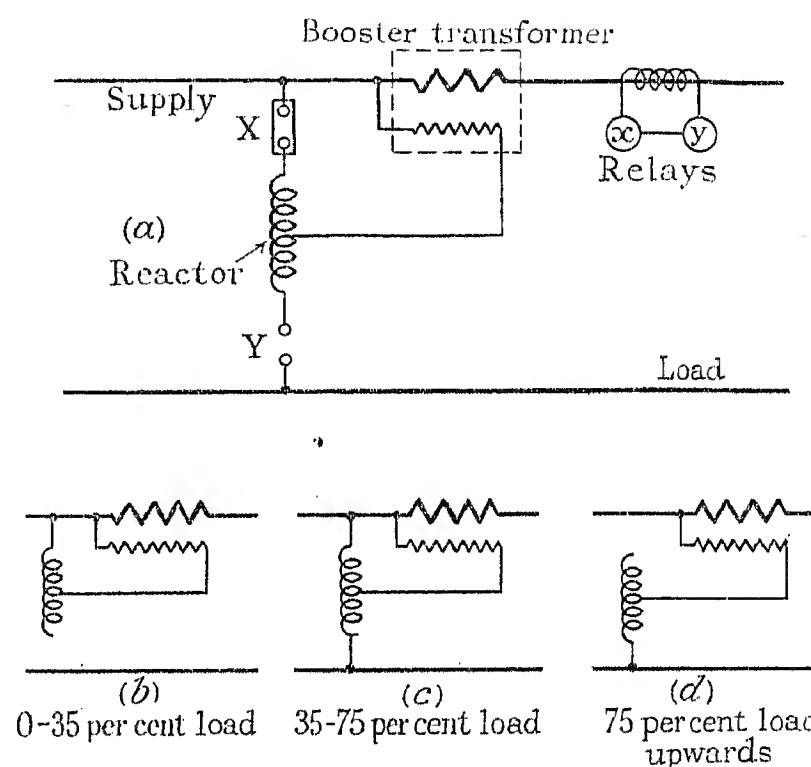 Booster transformer
Supply
X
x
y
Relays
(a)
Reactor
Y
Load
(b)
0-35 per cent load
(c)
35-75 per cent load
(d)
75 per cent load
upwards